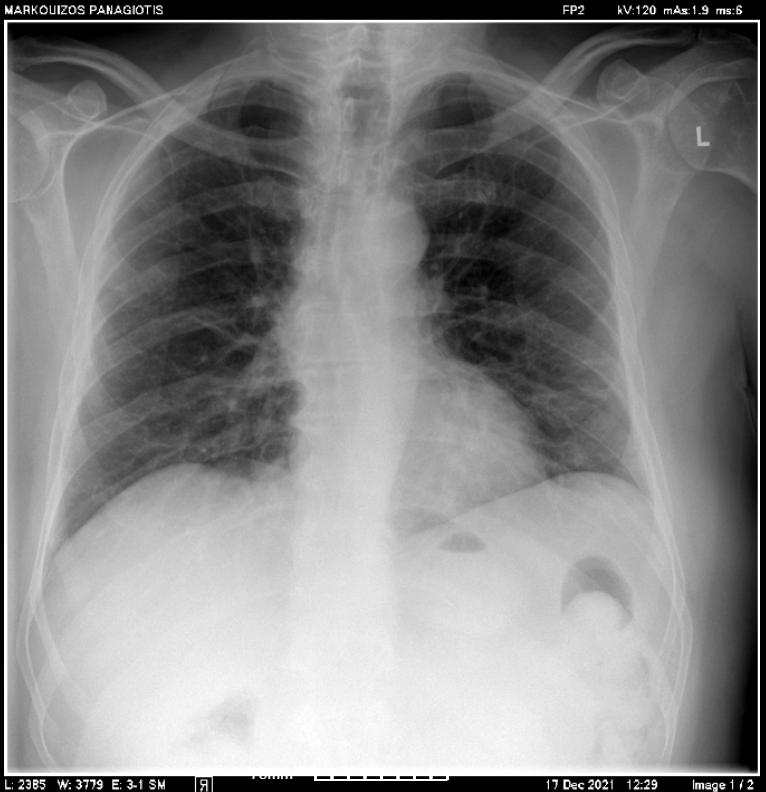 MARKOUIZOS PANAGIOTIS FP2 kV:120 mAs:1.9 ms:6
L
L: 2385 W: 3779 E: 3-1 SM 17 Dec 2021 12:29 Image 1 / 2